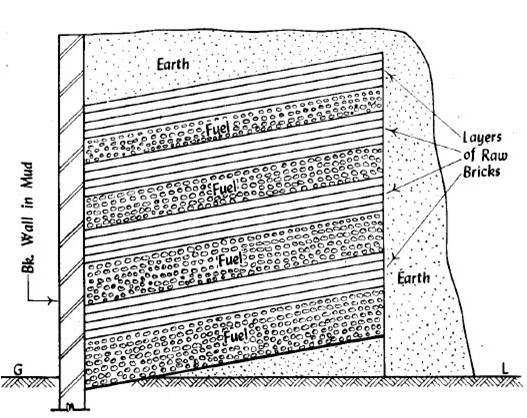 Earth
Fuel
Layers
of Raw
Bricks
Fuel
Bk. Wall in Mud
Fuel
Earth
Fuel
G
L